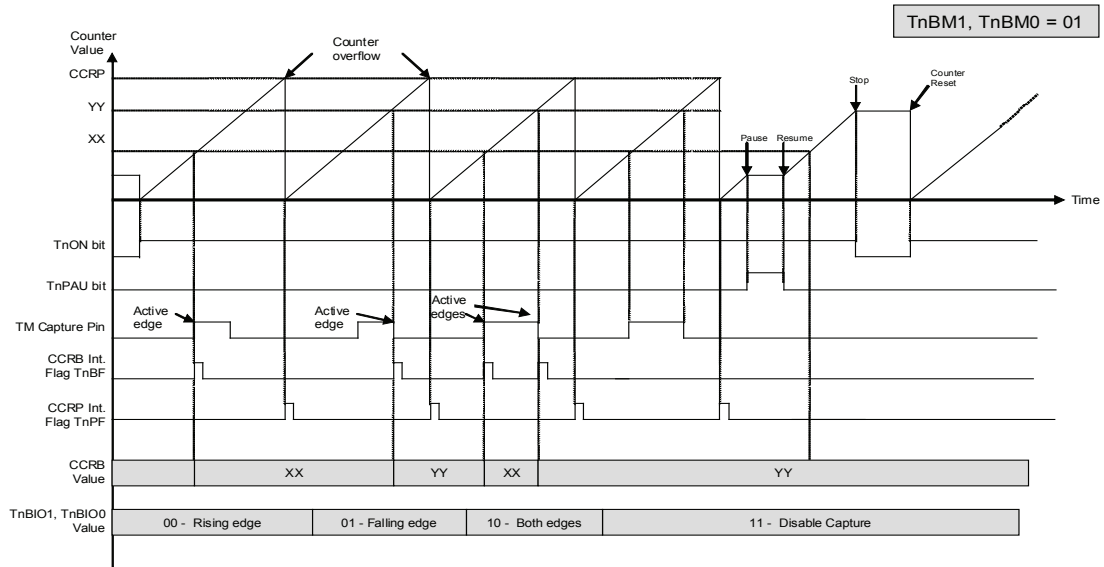 TnBM1, TnBM0 = 01
Counter
Value
Counter
overflow
CCRP
Stop
Counter
Reset
YY
XX
Pause
Resume
Time
TnON bit
TnPAU bit
Active
edge
Active
edge
Active
edges
TM Capture Pin
CCRB Int.
Flag TnBF
CCRP Int.
Flag TnPF
CCRB
Value
XX
YY
XX
YY
TnBIO1, TnBIO0
Value
00 - Rising edge
01 - Falling edge
10 - Both edges
11 - Disable Capture